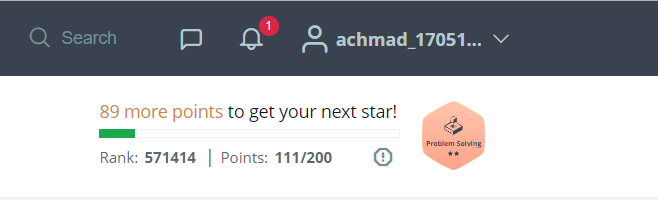 Search
1
achmad_17051...
89 more points to get your next star!
Rank: 571414 | Points: 111/200
Problem Solving